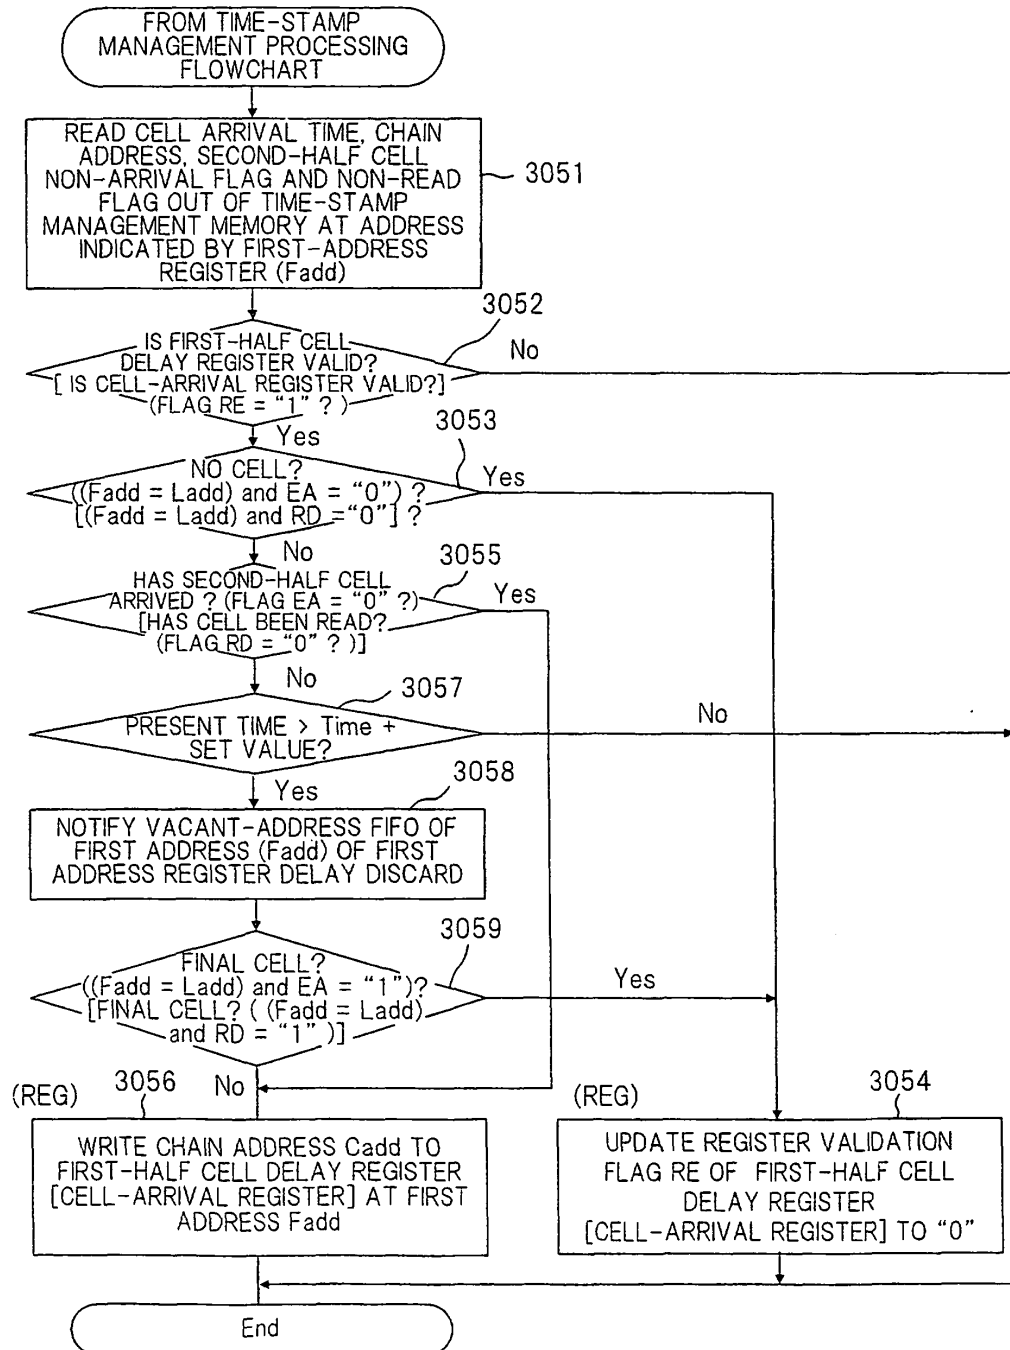 FROM TIME-STAMP
MANAGEMENT PROCESSING
FLOWCHART
READ CELL ARRIVAL TIME, CHAIN
ADDRESS, SECOND-HALF CELL
NON-ARRIVAL FLAG AND NON-READ
FLAG OUT OF TIME-STAMP
MANAGEMENT MEMORY AT ADDRESS
INDICATED BY FIRST-ADDRESS
REGISTER (Fadd)
3051
3052
IS FIRST-HALF CELL
DELAY REGISTER VALID?
[ IS CELL-ARRIVAL REGISTER VALID?]
(FLAG RE = “1” ? )
No
Yes
3053
NO CELL?
((Fadd = Ladd) and EA = “0”) ?
[(Fadd = Ladd) and RD =“0”] ?
Yes
No
3055
HAS SECOND-HALF CELL
ARRIVED ? (FLAG EA = “0” ?)
[HAS CELL BEEN READ?
(FLAG RD = “0” ? )]
Yes
No
3057
PRESENT TIME > Time +
SET VALUE?
No
Yes
3058
NOTIFY VACANT-ADDRESS FIFO OF
FIRST ADDRESS (Fadd) OF FIRST
ADDRESS REGISTER DELAY DISCARD
3059
FINAL CELL?
((Fadd = Ladd) and EA = “1”)?
[FINAL CELL? ( (Fadd = Ladd)
and RD = “1” )]
Yes
No
(REG)
3056
WRITE CHAIN ADDRESS Cadd TO
FIRST-HALF CELL DELAY REGISTER
[CELL-ARRIVAL REGISTER] AT FIRST
ADDRESS Fadd
(REG)
3054
UPDATE REGISTER VALIDATION
FLAG RE OF FIRST-HALF CELL
DELAY REGISTER
[CELL-ARRIVAL REGISTER] TO “0”
End